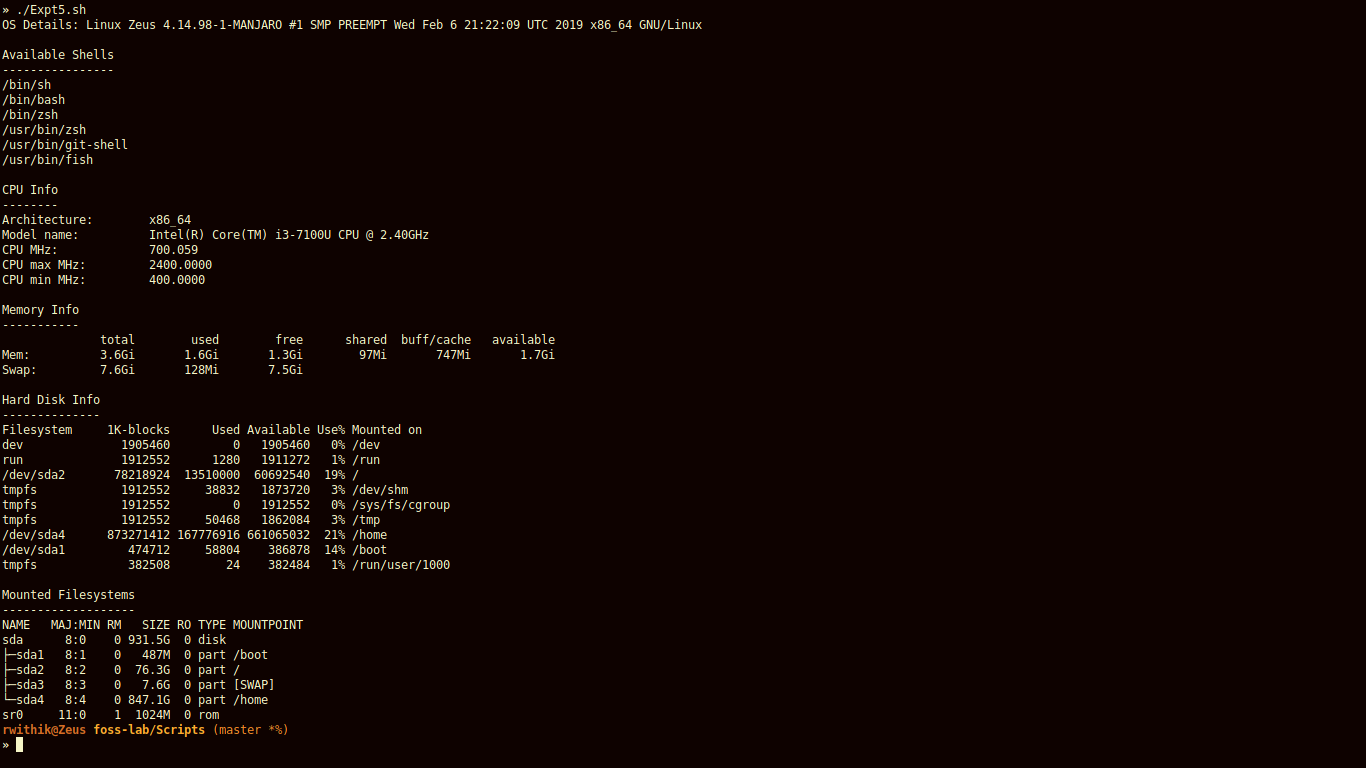 » ./Expt5.sh
OS Details: Linux Zeus 4.14.98-1-MANJARO #1 SMP PREEMPT Wed Feb 6 21:22:09 UTC 2019 x86_64 GNU/Linux

Available Shells
----------------
/bin/sh
/bin/bash
/bin/zsh
/usr/bin/zsh
/usr/bin/git-shell
/usr/bin/fish

CPU Info
--------
Architecture:        x86_64
Model name:          Intel(R) Core(TM) i3-7100U CPU @ 2.40GHz
CPU MHz:             700.059
CPU max MHz:         2400.0000
CPU min MHz:         400.0000

Memory Info
-----------
              total        used        free      shared  buff/cache   available
Mem:          3.6Gi       1.6Gi       1.3Gi        97Mi       747Mi       1.7Gi
Swap:         7.6Gi       128Mi       7.5Gi

Hard Disk Info
--------------
Filesystem     1K-blocks      Used Available Use% Mounted on
dev              1905460         0   1905460   0% /dev
run              1912552      1280   1911272   1% /run
/dev/sda2       78218924  13510000  60692540  19% /
tmpfs            1912552     38832   1873720   3% /dev/shm
tmpfs            1912552         0   1912552   0% /sys/fs/cgroup
tmpfs            1912552     50468   1862084   3% /tmp
/dev/sda4      873271412 167776916 661065032  21% /home
/dev/sda1         474712     58804    386878  14% /boot
tmpfs             382508        24    382484   1% /run/user/1000

Mounted Filesystems
-------------------
NAME   MAJ:MIN RM   SIZE RO TYPE MOUNTPOINT
sda      8:0    0 931.5G  0 disk
├─sda1   8:1    0   487M  0 part /boot
├─sda2   8:2    0  76.3G  0 part /
├─sda3   8:3    0   7.6G  0 part [SWAP]
└─sda4   8:4    0 847.1G  0 part /home
sr0     11:0    1  1024M  0 rom
rwithik@Zeus foss-lab/Scripts (master *%)
»